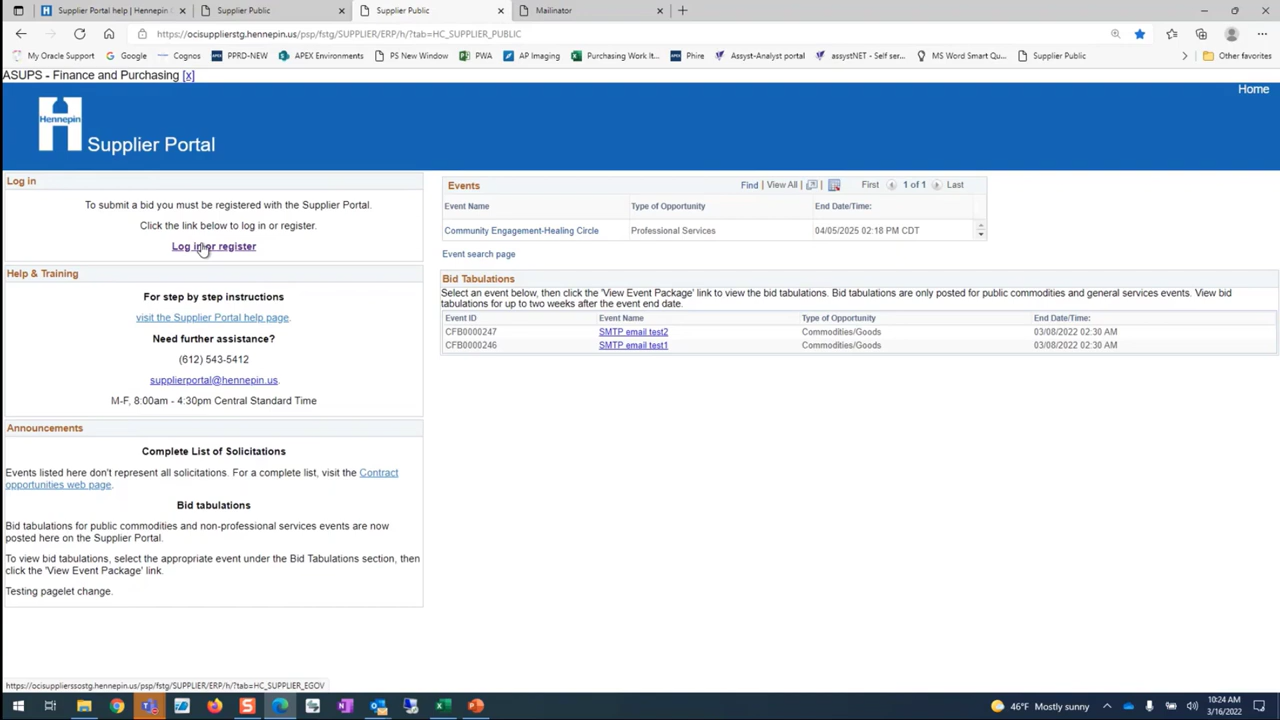 Supplier Portal help | Hennepin C
Supplier Public
Supplier Public
Mailinator
https://ocisupplierstg.hennepin.us/psp/fstg/SUPPLIER/ERP/h/?tab=HC_SUPPLIER_PUBLIC
My Oracle Support
Google
Cognos
PPRD-NEW
APEX Environments
PS New Window
PWA
AP Imaging
Purchasing Work It...
Phire
Assyst-Analyst portal
assystNET - Self ser...
MS Word Smart Qu...
Supplier Public
Other favorites
ASUPS - Finance and Purchasing [x]
Home
Hennepin
Supplier Portal
Log in
To submit a bid you must be registered with the Supplier Portal.
Click the link below to log in or register.
Log in or register
Help & Training
For step by step instructions
visit the Supplier Portal help page.
Need further assistance?
(612) 543-5412
supplierportal@hennepin.us.
M-F, 8:00am - 4:30pm Central Standard Time
Announcements
Complete List of Solicitations
Events listed here don't represent all solicitations. For a complete list, visit the Contract
opportunities web page.
Bid tabulations
Bid tabulations for public commodities and non-professional services events are now
posted here on the Supplier Portal.
To view bid tabulations, select the appropriate event under the Bid Tabulations section, then
click the 'View Event Package' link.
Testing pagelet change.
Events
Find | View All | | First 1 of 1 Last
Event Name Type of Opportunity End Date/Time:
Community Engagement-Healing Circle Professional Services 04/05/2025 02:18 PM CDT
Event search page
Bid Tabulations
Select an event below, then click the 'View Event Package' link to view the bid tabulations. Bid tabulations are only posted for public commodities and general services events. View bid
tabulations for up to two weeks after the event end date.
Event ID Event Name Type of Opportunity End Date/Time:
CFB0000247 SMTP email test2 Commodities/Goods 03/08/2022 02:30 AM
CFB0000246 SMTP email test1 Commodities/Goods 03/08/2022 02:30 AM
https://ocisupplierssostg.hennepin.us/psp/fstg/SUPPLIER/ERP/h/?tab=HC_SUPPLIER_EGOV
46°F Mostly sunny
10:24 AM
3/16/2022